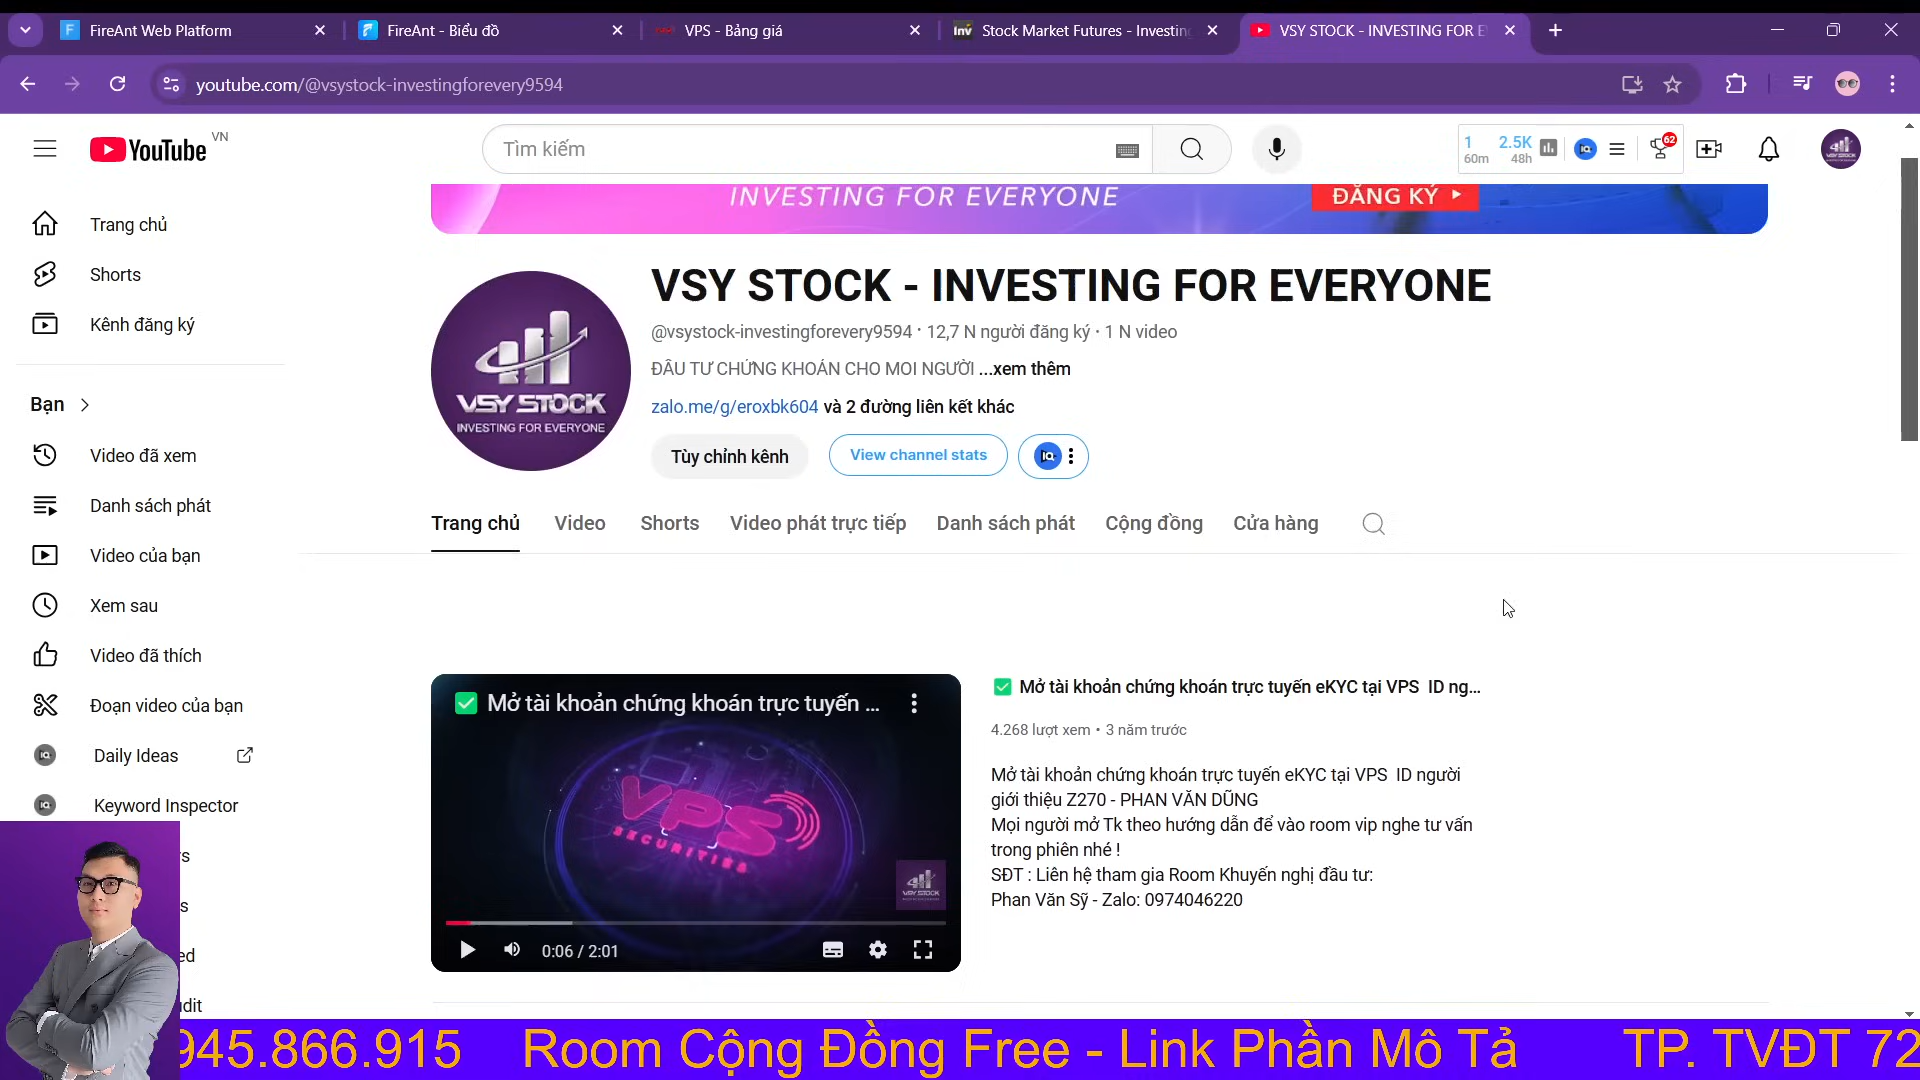 FireAnt Web Platform
FireAnt - Biểu đồ
VPS - Bảng giá
Stock Market Futures - Investing
VSY STOCK - INVESTING FOR E
youtube.com/@vsystock-investingforevery9594
YouTube
VN
Tìm kiếm
1
60m
2.5K
48h
62
Trang chủ
Shorts
Kênh đăng ký
Bạn
Video đã xem
Danh sách phát
Video của bạn
Xem sau
Video đã thích
Đoạn video của bạn
Daily Ideas
Keyword Inspector
INVESTING FOR EVERYONE
ĐĂNG KÝ
VSY STOCK
INVESTING FOR EVERYONE
VSY STOCK - INVESTING FOR EVERYONE
@vsystock-investingforevery9594 • 12,7 N người đăng ký • 1 N video
ĐẦU TƯ CHỨNG KHOÁN CHO MỌI NGƯỜI ...xem thêm
zalo.me/g/eroxbk604 và 2 đường liên kết khác
Tùy chỉnh kênh
View channel stats
Trang chủ
Video
Shorts
Video phát trực tiếp
Danh sách phát
Cộng đồng
Cửa hàng
Mở tài khoản chứng khoán trực tuyến ...
VPS
SECURITIES
VSY STOCK
0:06 / 2:01
Mở tài khoản chứng khoán trực tuyến eKYC tại VPS ID ng...
4.268 lượt xem • 3 năm trước
Mở tài khoản chứng khoán trực tuyến eKYC tại VPS ID người
giới thiệu Z270 - PHAN VĂN DŨNG
Mọi người mở Tk theo hướng dẫn để vào room vip nghe tư vấn
trong phiên nhé !
SĐT : Liên hệ tham gia Room Khuyến nghị đầu tư:
Phan Văn Sỹ - Zalo: 0974046220
945.866.915 Room Cộng Đồng Free - Link Phần Mô Tả TP. TVĐT 72